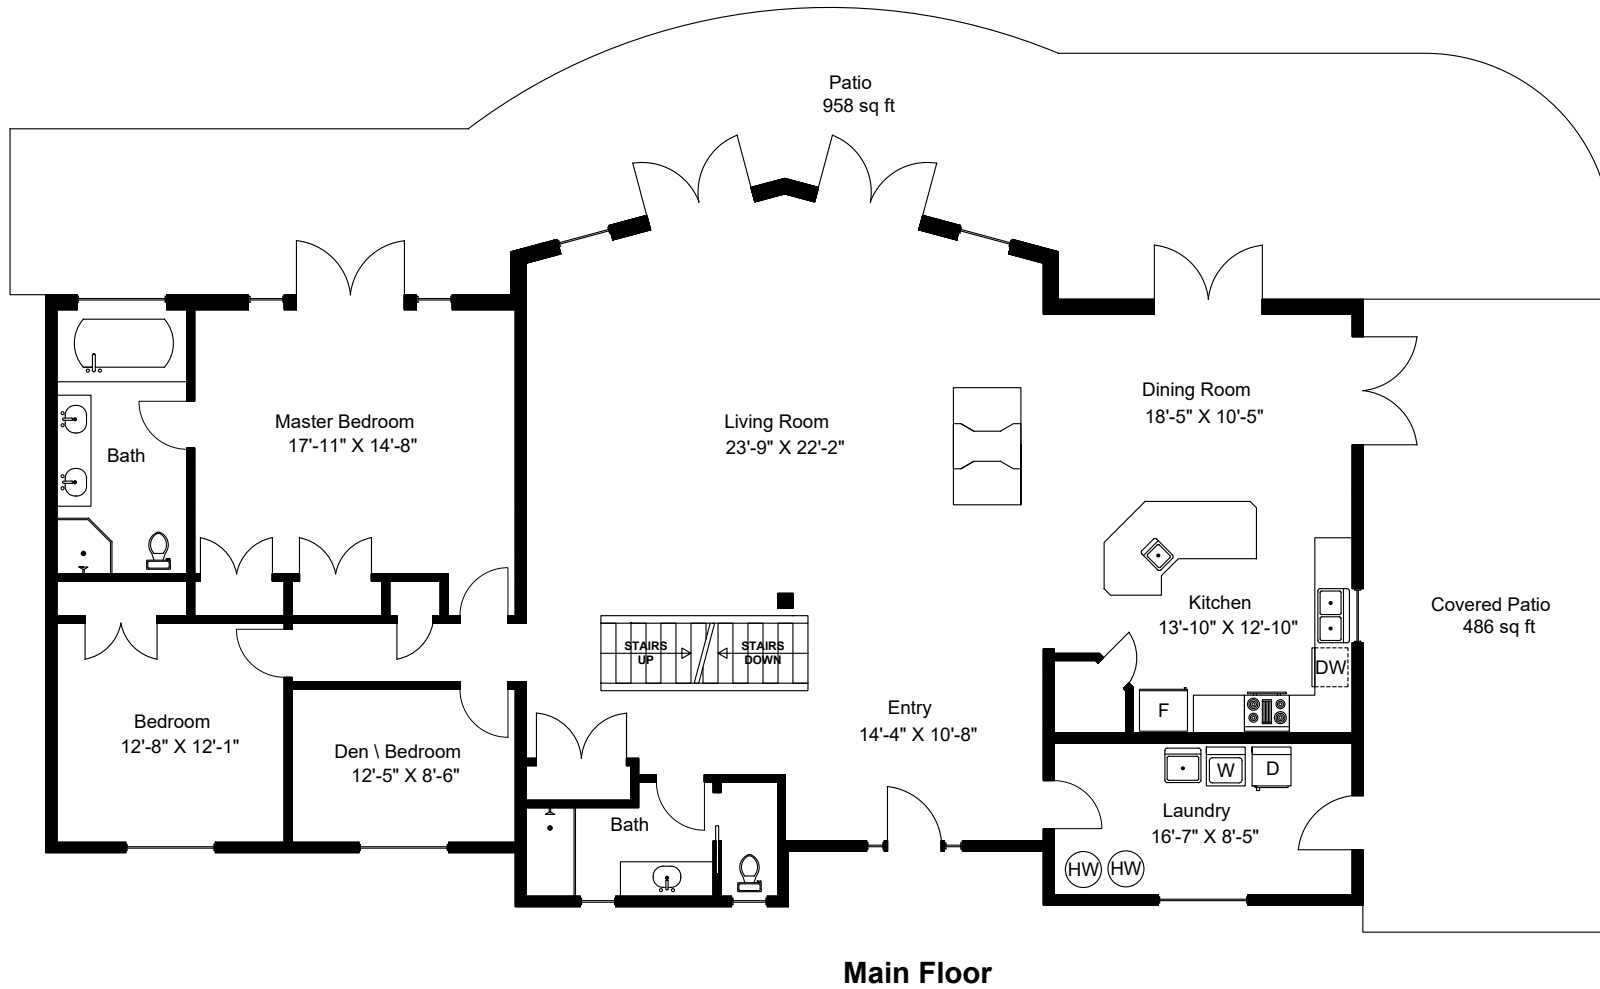 Patio
958 sq ft
Master Bedroom
17'-11" X 14'-8"
Bath
Living Room
23'-9" X 22'-2"
Dining Room
18'-5" X 10'-5"
Kitchen
13'-10" X 12'-10"
Covered Patio
486 sq ft
STAIRS
UP
STAIRS
DOWN
DW
F
Bedroom
12'-8" X 12'-1"
Den \ Bedroom
12'-5" X 8'-6"
Entry
14'-4" X 10'-8"
W
D
Bath
Laundry
16'-7" X 8'-5"
HW
HW
Main Floor